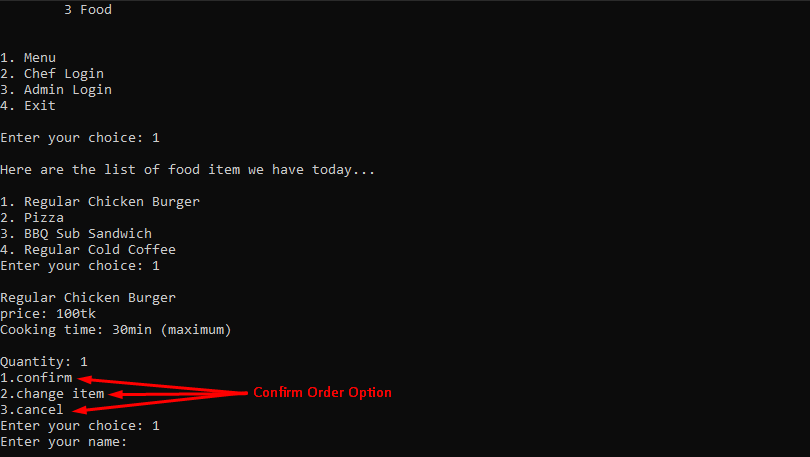 3 Food
1. Menu
2. Chef Login
3. Admin Login
4. Exit
Enter your choice: 1
Here are the list of food item we have today...
1. Regular Chicken Burger
2. Pizza
3. BBQ Sub Sandwich
4. Regular Cold Coffee
Enter your choice: 1
Regular Chicken Burger
price: 100tk
Cooking time: 30min (maximum)
Quantity: 1
1.confirm
2.change item
Confirm Order Option
3.cancel
Enter your choice: 1
Enter your name: